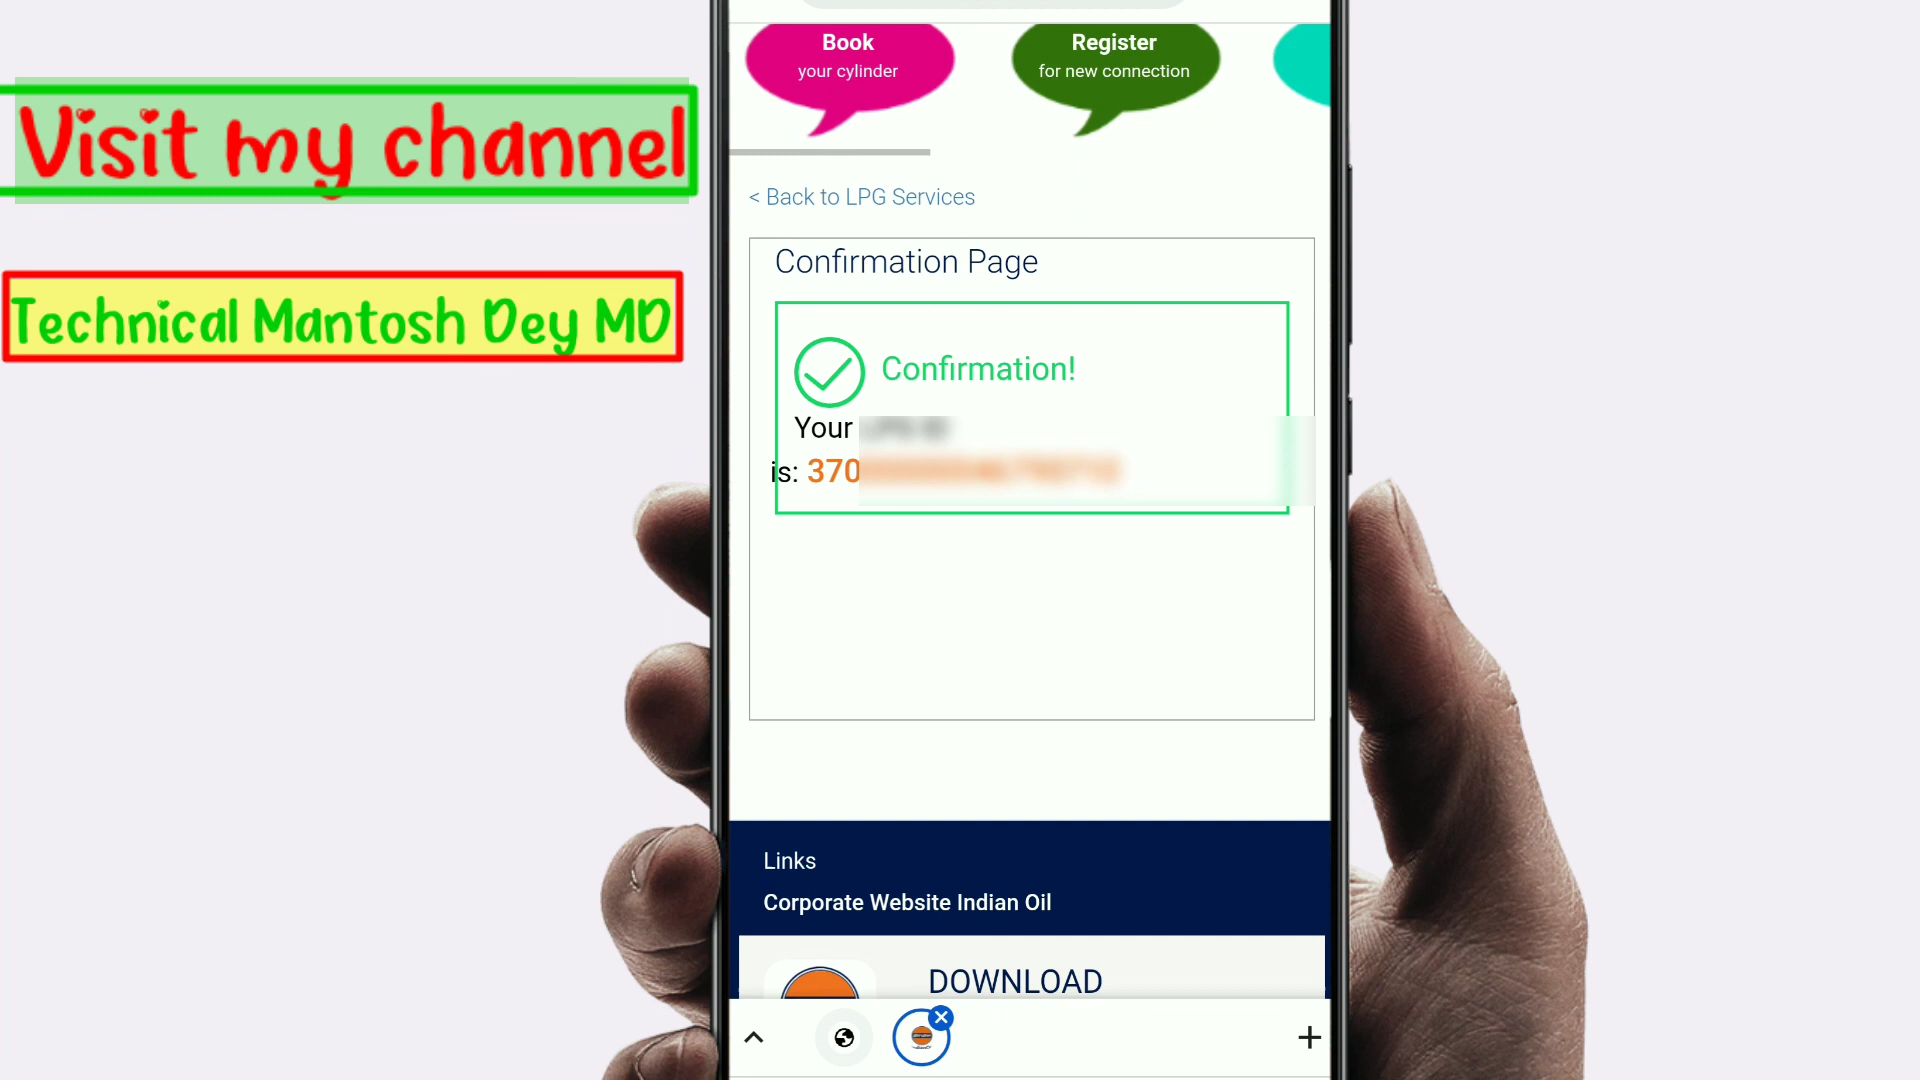 Visit my channel
Technical Mantosh Dey MD
Book
your cylinder
Register
for new connection
< Back to LPG Services
Confirmation Page
Confirmation!
Your
is: 370
Links
Corporate Website Indian Oil
DOWNLOAD